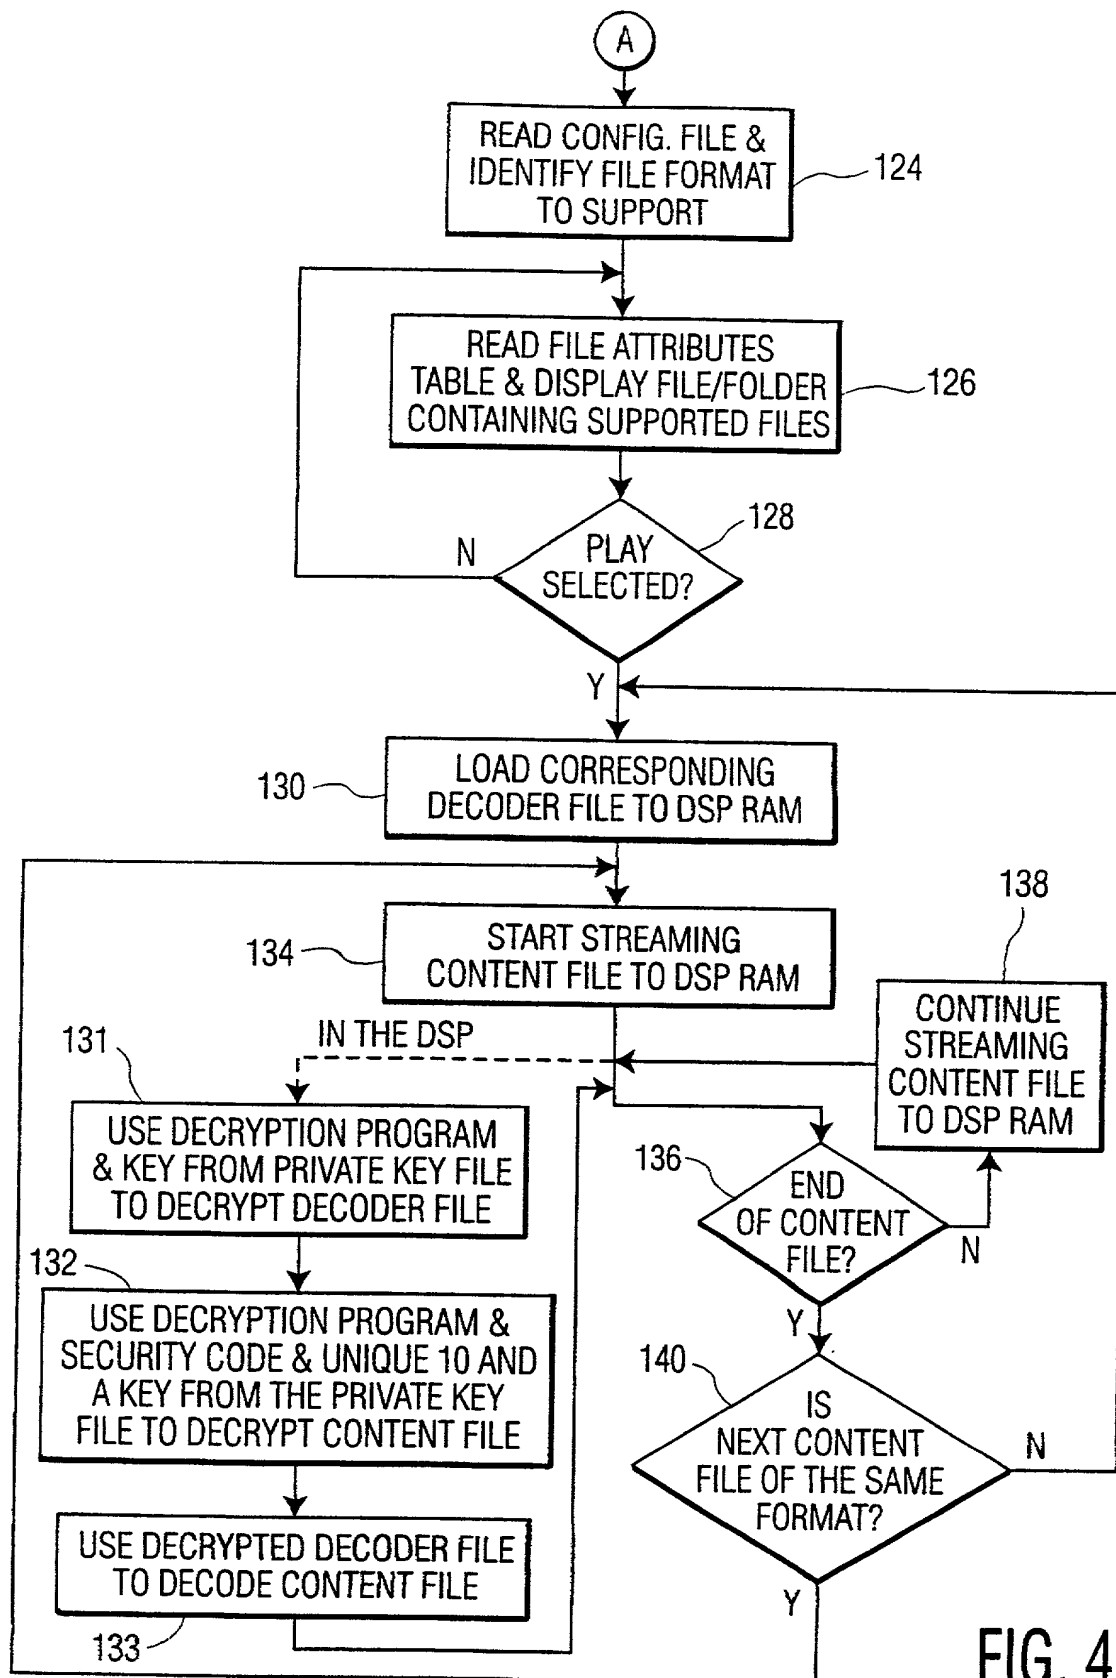 A
READ CONFIG. FILE &
IDENTIFY FILE FORMAT
TO SUPPORT
124
READ FILE ATTRIBUTES
TABLE & DISPLAY FILE/FOLDER
CONTAINING SUPPORTED FILES
126
PLAY
SELECTED?
128
N
Y
LOAD CORRESPONDING
DECODER FILE TO DSP RAM
130
START STREAMING
CONTENT FILE TO DSP RAM
134
138
CONTINUE
STREAMING
CONTENT FILE
TO DSP RAM
IN THE DSP
131
USE DECRYPTION PROGRAM
& KEY FROM PRIVATE KEY FILE
TO DECRYPT DECODER FILE
136
END
OF CONTENT
FILE?
N
Y
132
USE DECRYPTION PROGRAM &
SECURITY CODE & UNIQUE 10 AND
A KEY FROM THE PRIVATE KEY
FILE TO DECRYPT CONTENT FILE
140
IS
NEXT CONTENT
FILE OF THE SAME
FORMAT?
N
Y
USE DECRYPTED DECODER FILE
TO DECODE CONTENT FILE
133
FIG. 4